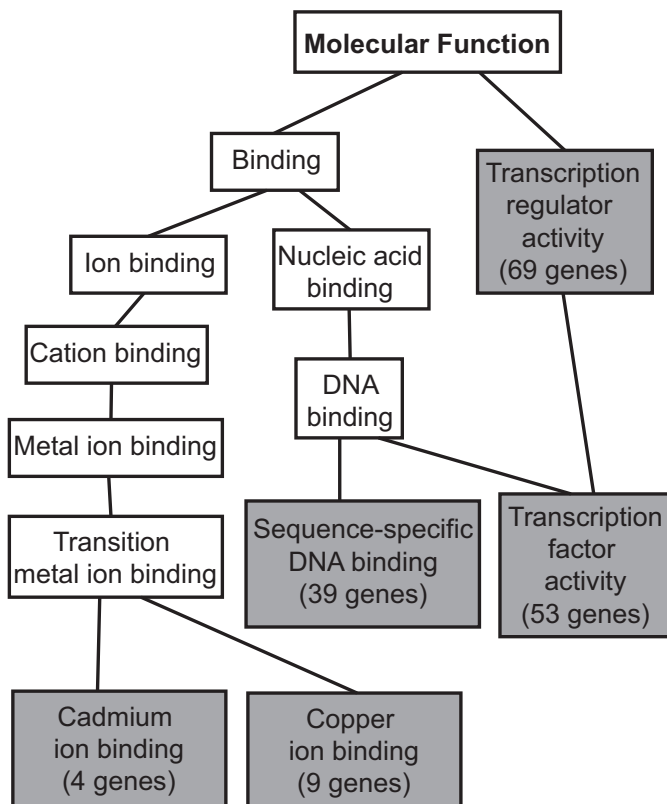 Molecular Function
Binding
Transcription
regulator
activity
(69 genes)
Ion binding
Nucleic acid
binding
Cation binding
DNA
binding
Metal ion binding
Sequence-specific
DNA binding
(39 genes)
Transcription
factor
activity
(53 genes)
Transition
metal ion binding
Cadmium
ion binding
(4 genes)
Copper
ion binding
(9 genes)